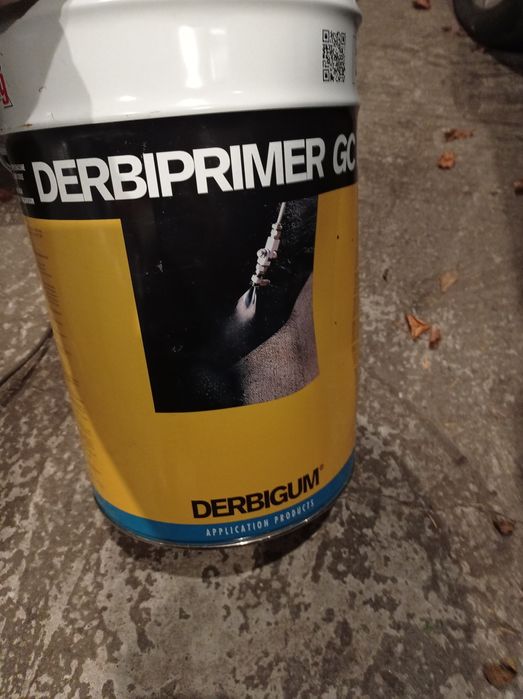 DERBIPRIMER GC
DERBIGUM®
APPLICATION PRODUCTS